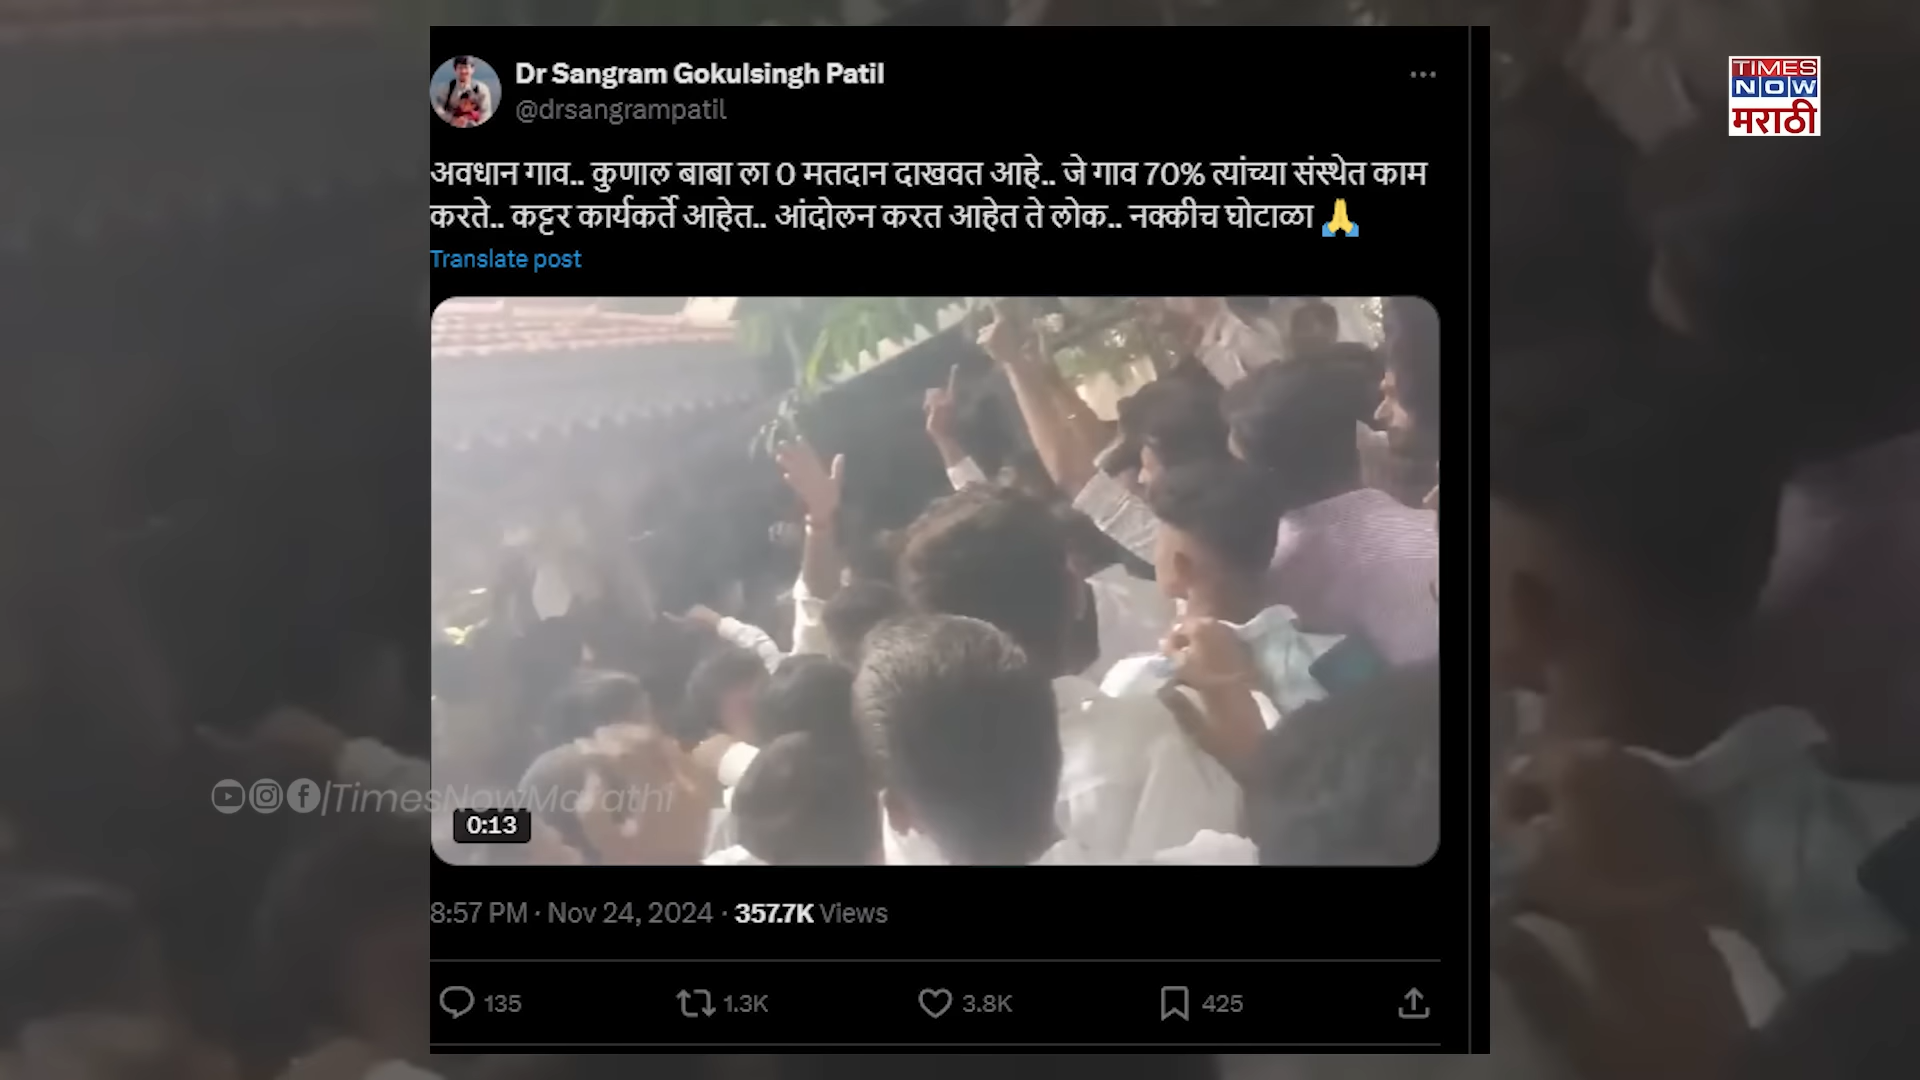 Dr Sangram Gokulsingh Patil
@drsangrampatil
TIMES
NOW
मराठी
अवधान गाव.. कुणाल बाबा ला 0 मतदान दाखवत आहे.. जे गाव 70% त्यांच्या संस्थेत काम
करते.. कट्टर कार्यकर्ते आहेत.. आंदोलन करत आहेत ते लोक.. नक्कीच घोटाळा 🙏
Translate post
/TimesNowMarathi
0:13
8:57 PM · Nov 24, 2024 · 357.7K Views
135 1.3K 3.8K 425